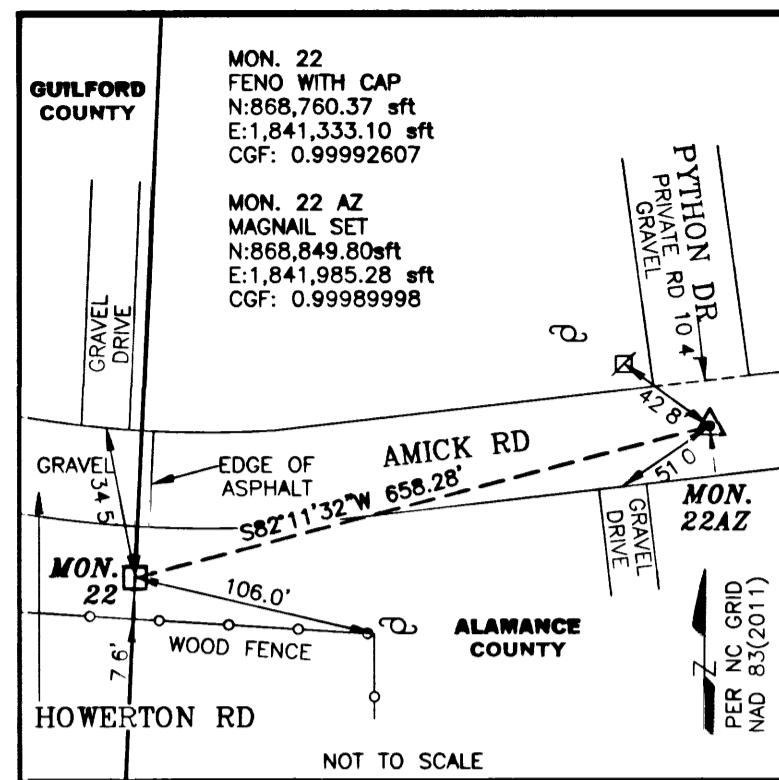 GUILFORD
COUNTY
MON. 22
FENO WITH CAP
N:868,760.37 sft
E:1,841,333.10 sft
CGF: 0.99992607
MON. 22 AZ
MAGNAIL SET
N:868,849.80sft
E:1,841,985.28 sft
CGF: 0.99989998
PYTHON DR
PRIVATE RD 104
GRAVEL
GRAVEL
DRIVE
42.8'
51.0
AMICK RD
GRAVEL
34.5
EDGE OF
ASPHALT
S82°11'32"W 658.28'
MON.
22AZ
GRAVEL
DRIVE
MON.
22
106.0'
WOOD FENCE
7.6'
ALAMANCE
COUNTY
HOWERTON RD
N
PER NC GRID
NAD 83(2011)
NOT TO SCALE